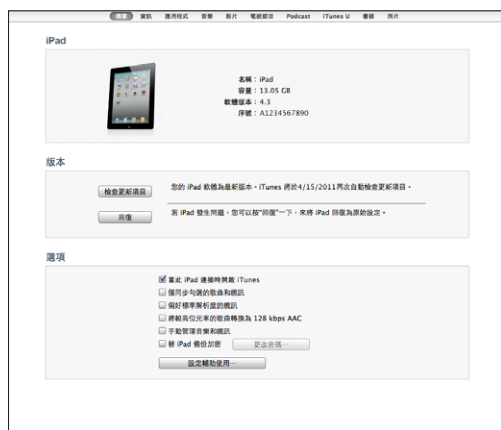 摘要 資訊 應用程式 音樂 影片 電視節目 Podcast iTunes U 書籍 照片
iPad
名稱：iPad
容量：13.05 GB
軟體版本：4.3
序號：A1234567890
版本
檢查更新項目
您的 iPad 軟體為最新版本。iTunes 將於4/15/2011再次自動檢查更新項目。
回復
若 iPad 發生問題，您可以按“回復”一下，來將 iPad 回復為原始設定。
選項
當此 iPad 連接時開啟 iTunes
僅同步勾選的歌曲和視訊
偏好標準解析度的視訊
將較高位元率的歌曲轉換為 128 kbps AAC
手動管理音樂和視訊
替 iPad 備份加密 更改密碼⋯
設定輔助使用⋯